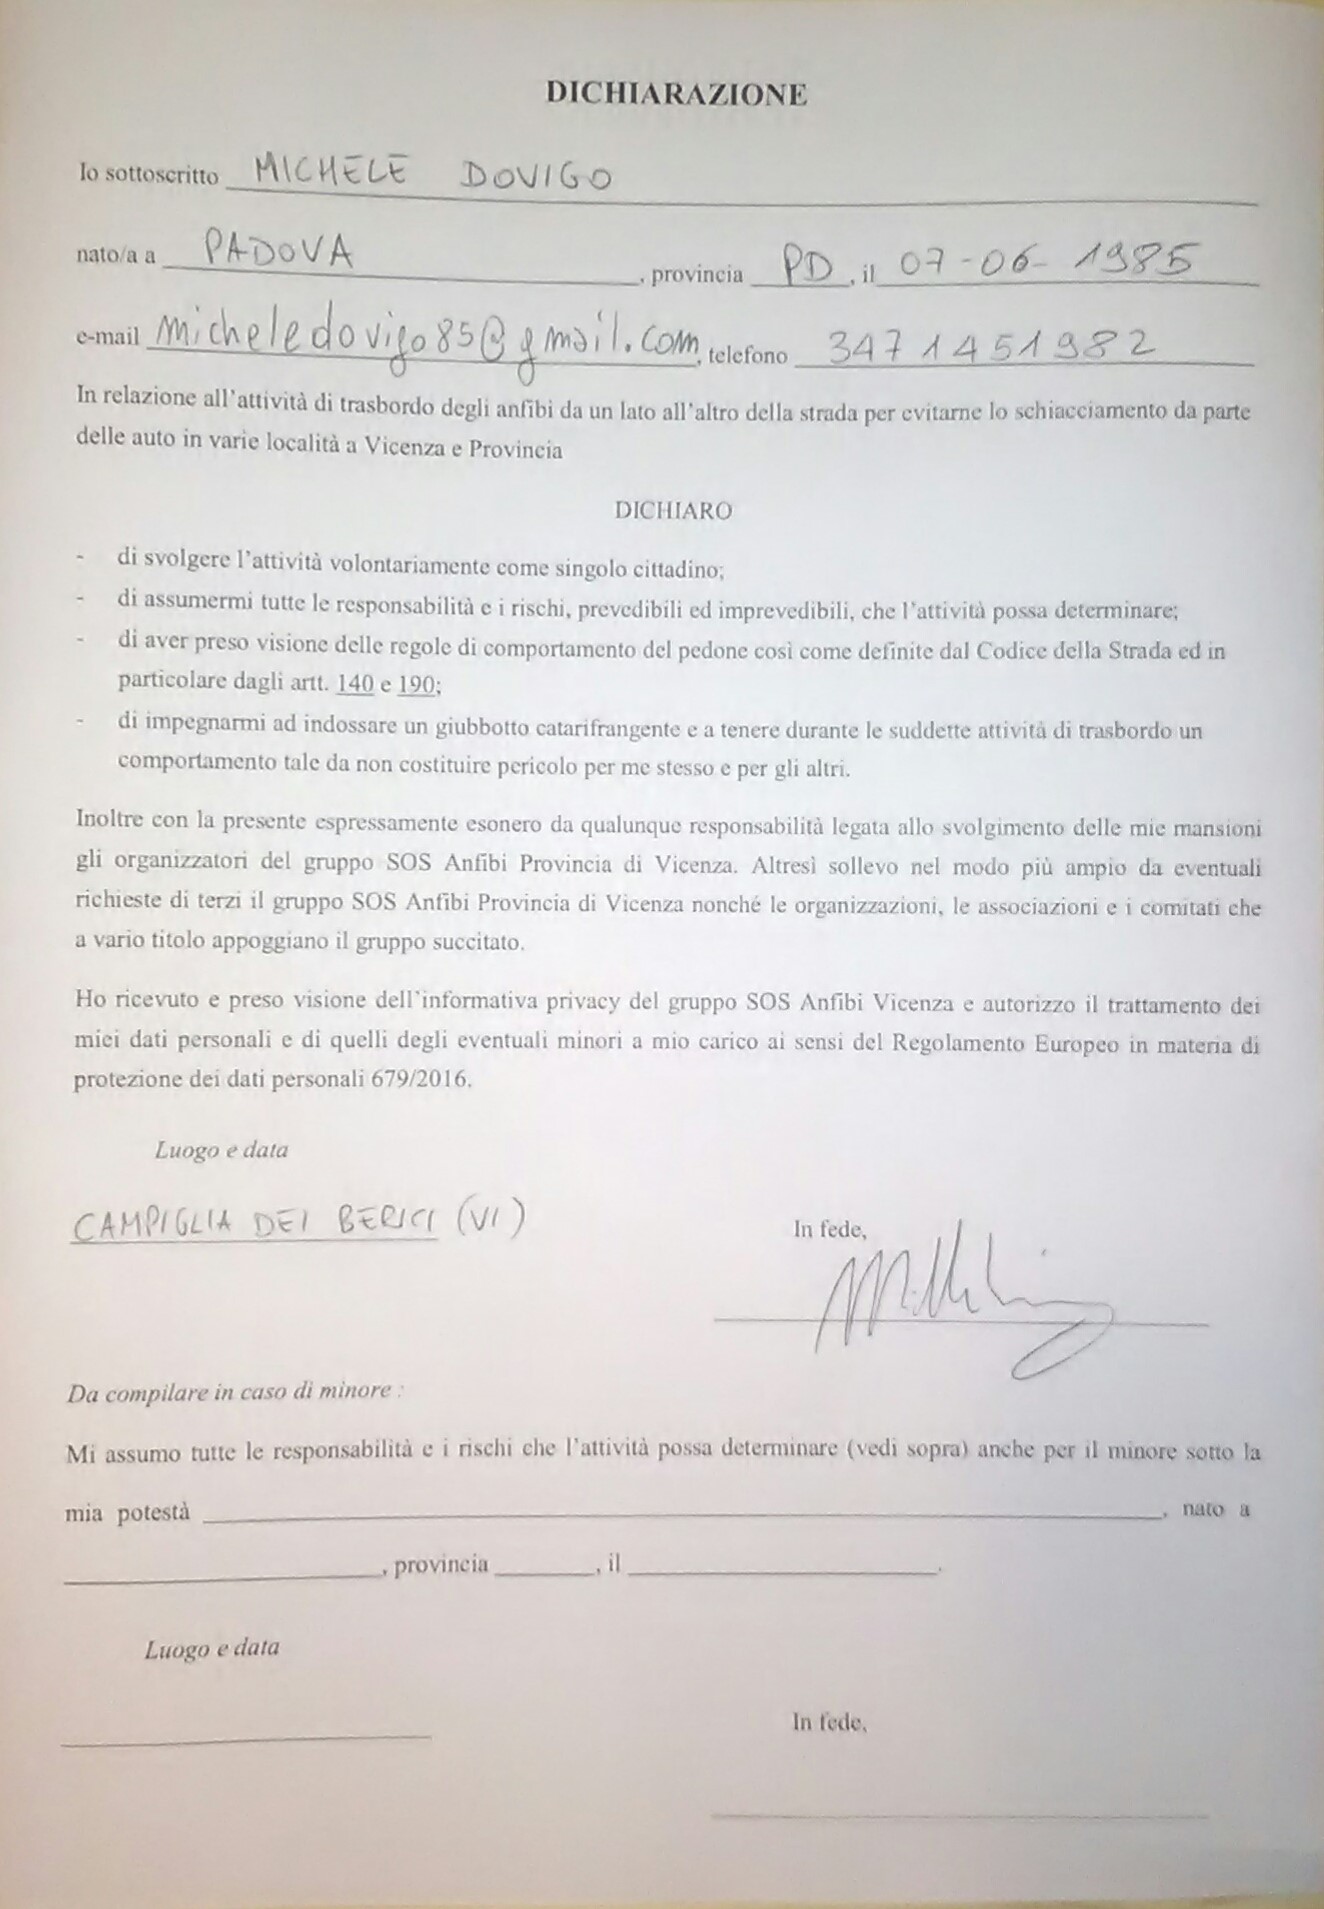 DICHIARAZIONE
Io sottoscritto MICHELE DOVIGO
nato/a a PADOVA, provincia PD, il 07-06-1985
e-mail micheledovigo85@gmail.com, telefono 3471451982
In relazione all'attività di trasbordo degli anfibi da un lato all'altro della strada per evitarne lo schiacciamento da parte
delle auto in varie località a Vicenza e Provincia
DICHIARO
- di svolgere l'attività volontariamente come singolo cittadino;
- di assumermi tutte le responsabilità e i rischi, prevedibili ed imprevedibili, che l'attività possa determinare;
- di aver preso visione delle regole di comportamento del pedone così come definite dal Codice della Strada ed in
particolare dagli artt. 140 e 190;
- di impegnarmi ad indossare un giubbotto catarifrangente e a tenere durante le suddette attività di trasbordo un
comportamento tale da non costituire pericolo per me stesso e per gli altri.
Inoltre con la presente espressamente esonero da qualunque responsabilità legata allo svolgimento delle mie mansioni
gli organizzatori del gruppo SOS Anfibi Provincia di Vicenza. Altresì sollevo nel modo più ampio da eventuali
richieste di terzi il gruppo SOS Anfibi Provincia di Vicenza nonché le organizzazioni, le associazioni e i comitati che
a vario titolo appoggiano il gruppo succitato.
Ho ricevuto e preso visione dell'informativa privacy del gruppo SOS Anfibi Vicenza e autorizzo il trattamento dei
miei dati personali e di quelli degli eventuali minori a mio carico ai sensi del Regolamento Europeo in materia di
protezione dei dati personali 679/2016.
Luogo e data
CAMPIGLIA DEI BERICI (VI)
In fede,
Da compilare in caso di minore :
Mi assumo tutte le responsabilità e i rischi che l'attività possa determinare (vedi sopra) anche per il minore sotto la
mia potestà , nato a
, provincia , il .
Luogo e data
In fede,